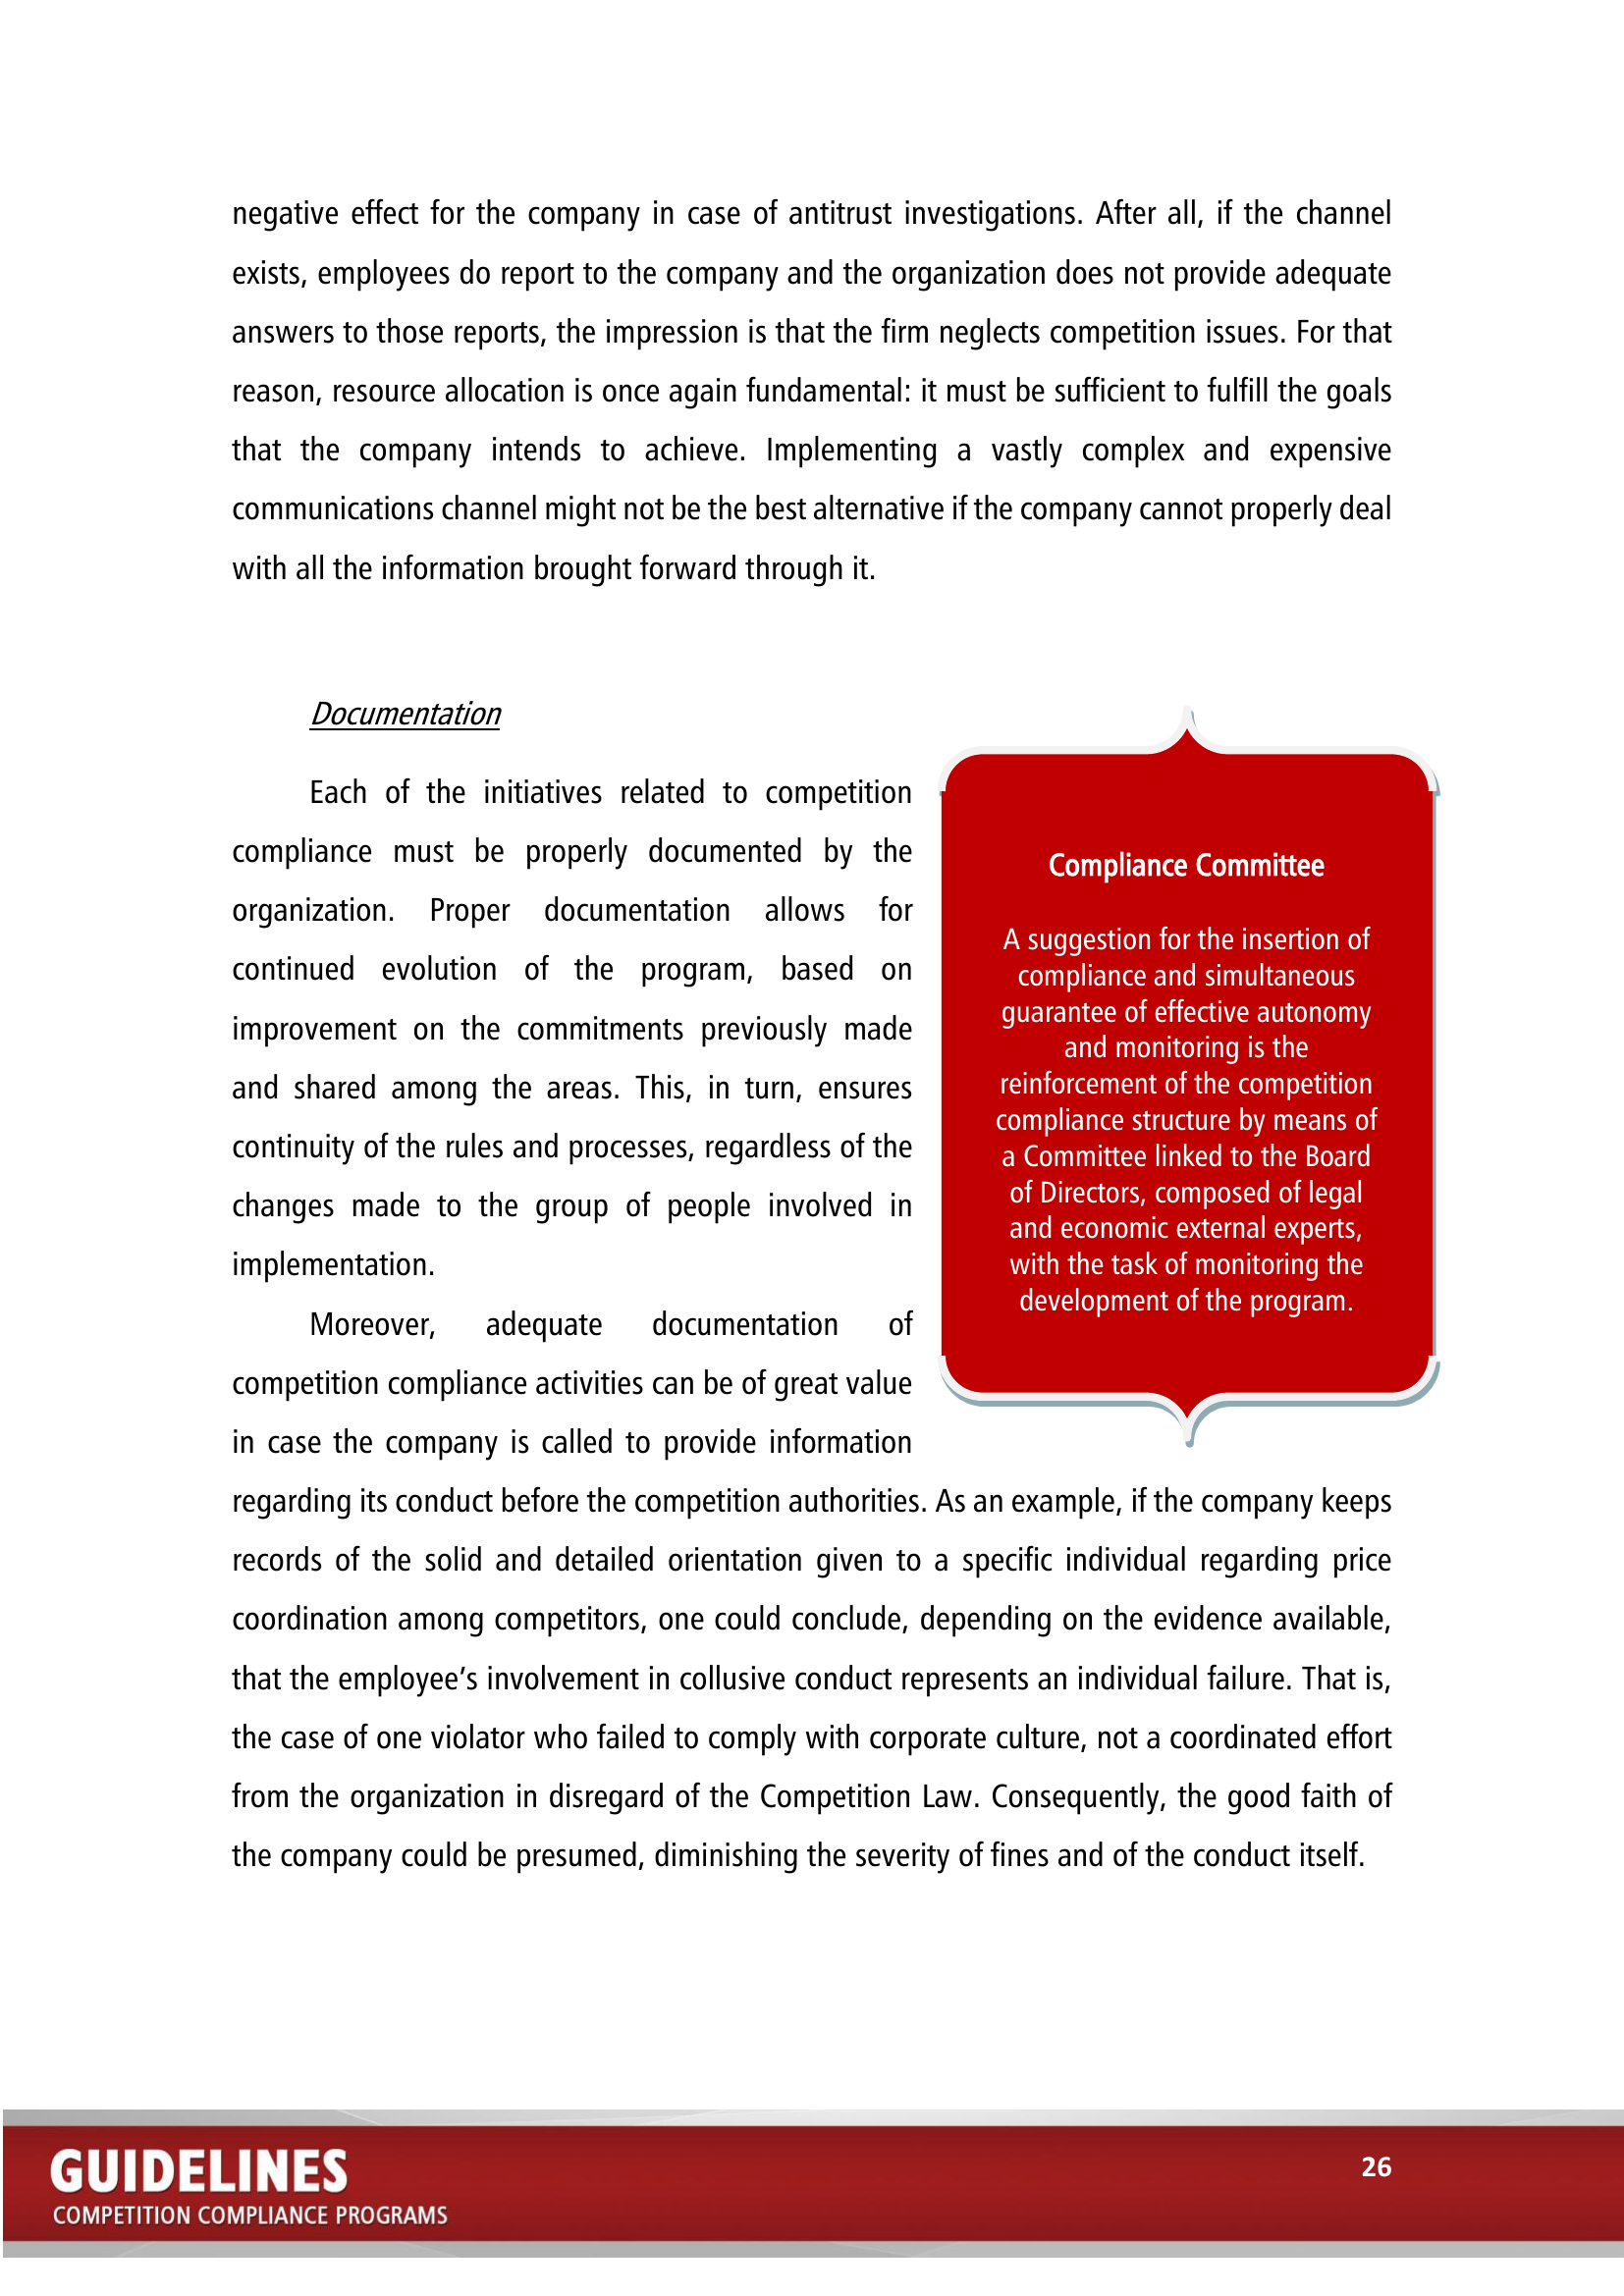 negative effect for the company in case of antitrust investigations. After all, if the channel
exists, employees do report to the company and the organization does not provide adequate
answers to those reports, the impression is that the firm neglects competition issues. For that
reason, resource allocation is once again fundamental: it must be sufficient to fulfill the goals
that the company intends to achieve. Implementing a vastly complex and expensive
communications channel might not be the best alternative if the company cannot properly deal
with all the information brought forward through it.
Documentation
Each of the initiatives related to competition
compliance must be properly documented by the
organization. Proper documentation allows for
continued evolution of the program, based on
improvement on the commitments previously made
and shared among the areas. This, in turn, ensures
continuity of the rules and processes, regardless of the
changes made to the group of people involved in
implementation.
Moreover, adequate documentation of
competition compliance activities can be of great value
in case the company is called to provide information
regarding its conduct before the competition authorities. As an example, if the company keeps
records of the solid and detailed orientation given to a specific individual regarding price
coordination among competitors, one could conclude, depending on the evidence available,
that the employee’s involvement in collusive conduct represents an individual failure. That is,
the case of one violator who failed to comply with corporate culture, not a coordinated effort
from the organization in disregard of the Competition Law. Consequently, the good faith of
the company could be presumed, diminishing the severity of fines and of the conduct itself.
Compliance Committee
A suggestion for the insertion of
compliance and simultaneous
guarantee of effective autonomy
and monitoring is the
reinforcement of the competition
compliance structure by means of
a Committee linked to the Board
of Directors, composed of legal
and economic external experts,
with the task of monitoring the
development of the program.
GUIDELINES
COMPETITION COMPLIANCE PROGRAMS
26